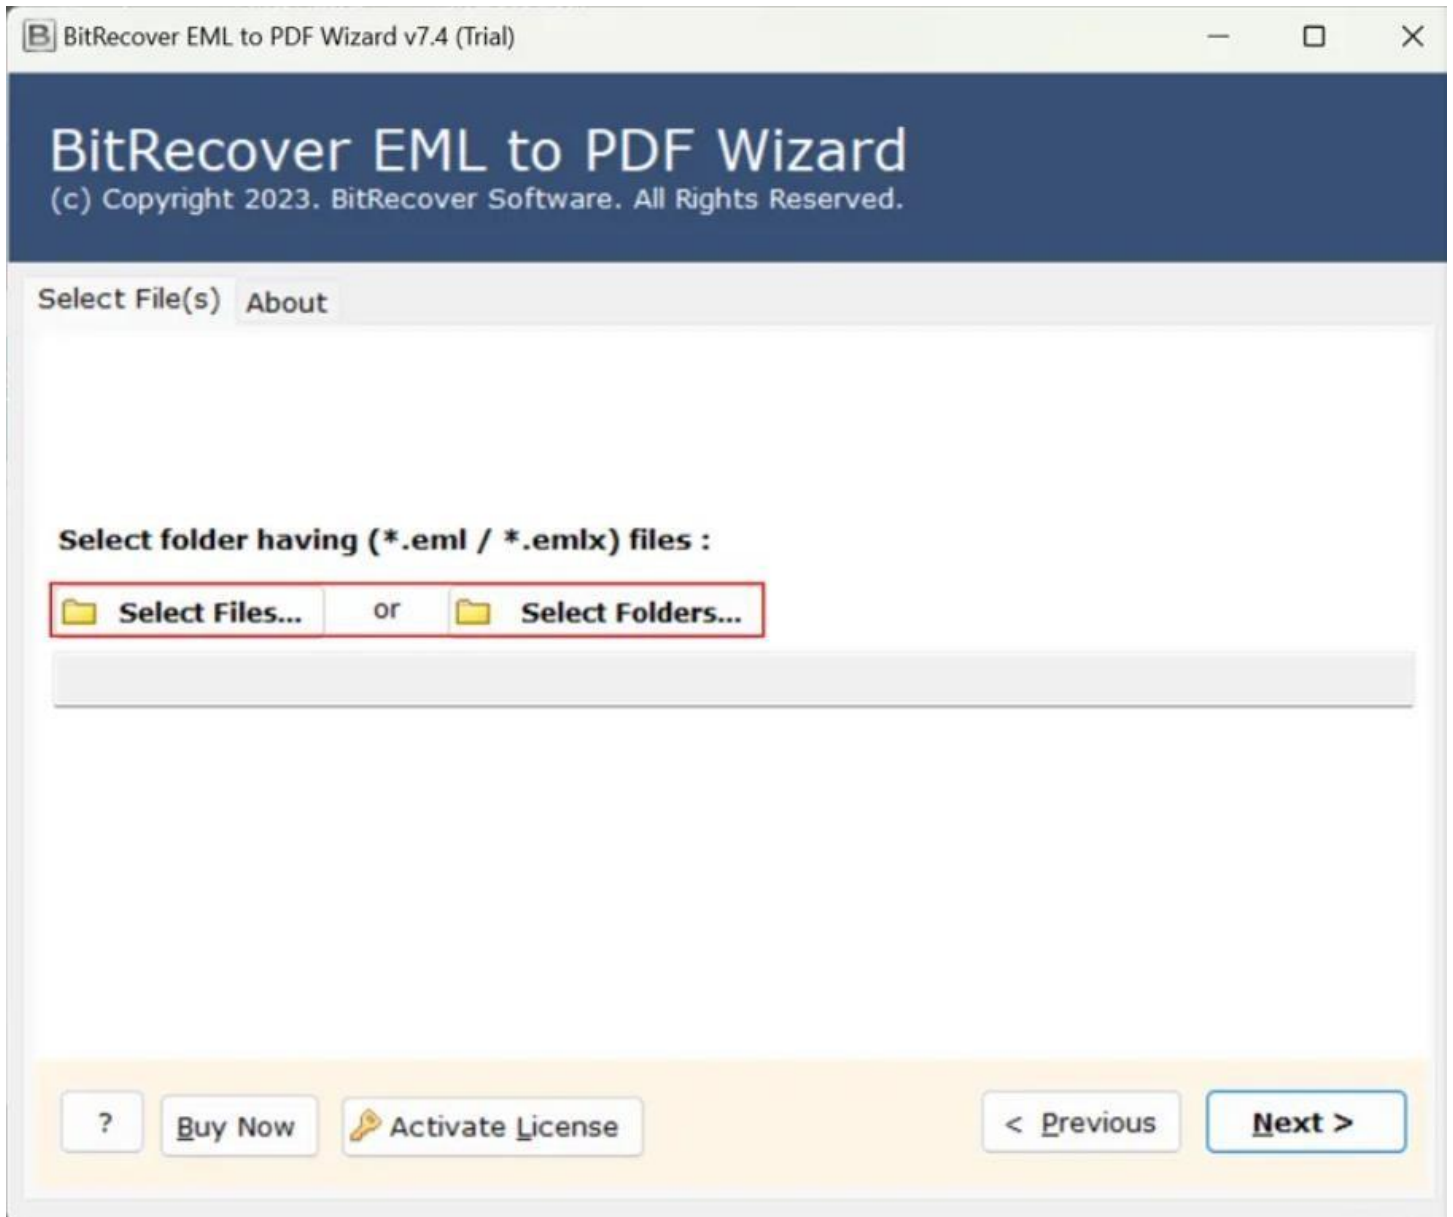 BitRecover EML to PDF Wizard v7.4 (Trial)
BitRecover EML to PDF Wizard
(c) Copyright 2023. BitRecover Software. All Rights Reserved.
Select File(s) About
Select folder having (*.eml / *.emlx) files :
Select Files... or Select Folders...
? Buy Now Activate License < Previous Next >